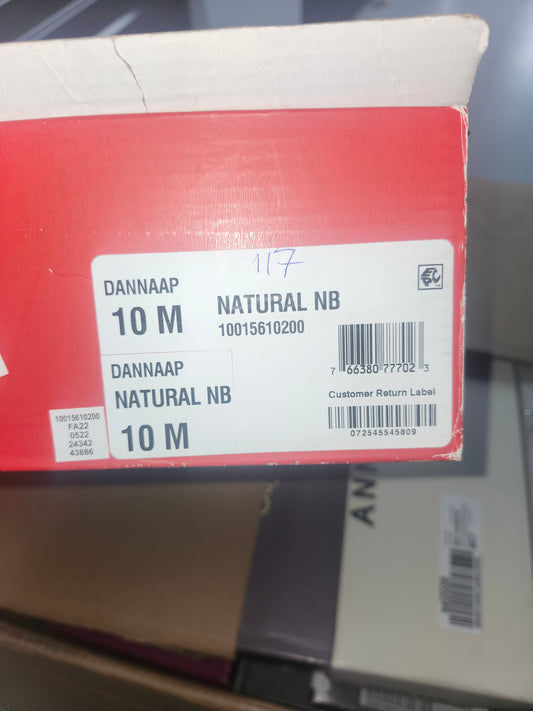 117
DANNAAP
10 M
NATURAL NB
10015610200
EPC
7 66380 77702 3
Customer Return Label
072545545809
DANNAAP
NATURAL NB
10 M
10015610200
FA22
0522
24342
43886
ANN